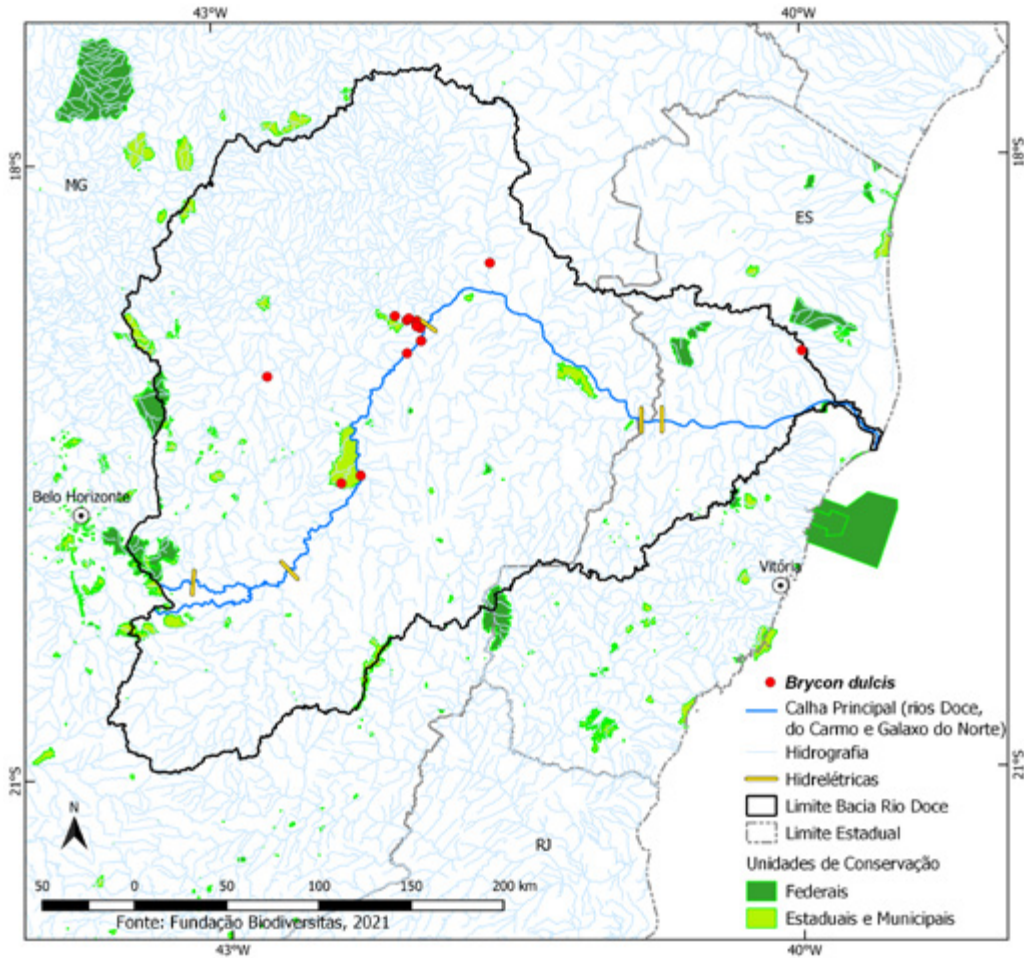 43°W
40°W
18°S
18°S
MG
ES
Belo Horizonte
Vitória
Brycon dulcis
Calha Principal (rios Doce,
do Carmo e Galaxo do Norte)
Hidrografia
Hidrelétricas
Limite Bacia Rio Doce
Limite Estadual
Unidades de Conservação
Federais
Estaduais e Municipais
21°S
21°S
N
RJ
50 0 50 100 150 200 km
Fonte: Fundação Biodiversitas, 2021
43°W
40°W